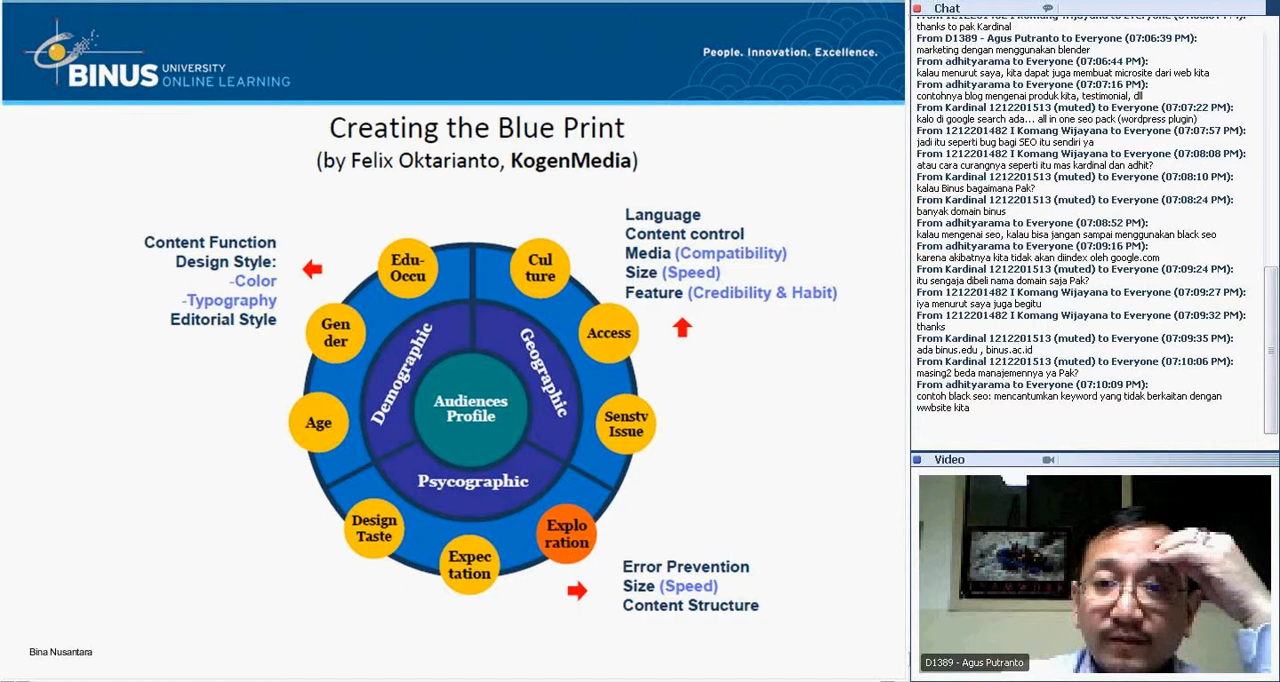 BINUS UNIVERSITY
ONLINE LEARNING
People. Innovation. Excellence.
Creating the Blue Print
(by Felix Oktarianto, KogenMedia)
Content Function
Design Style:
-Color
-Typography
Editorial Style
Language
Content control
Media (Compatibility)
Size (Speed)
Feature (Credibility & Habit)
Edu-
Occu
Cul
ture
Gen
der
Access
Age
Senstv
Issue
Design
Taste
Expec
tation
Explo
ration
Demographic
Geographic
Psycographic
Audiences
Profile
Error Prevention
Size (Speed)
Content Structure
Bina Nusantara
Chat
thanks to pak Kardinal
From D1389 - Agus Putranto to Everyone (07:06:39 PM):
marketing dengan menggunakan blender
From adhityarama to Everyone (07:06:44 PM):
kalau menurut saya, kita dapat juga membuat microsite dari web kita
From adhityarama to Everyone (07:07:16 PM):
contohnya blog mengenai produk kita, testimonial, dll
From Kardinal 1212201513 (muted) to Everyone (07:07:22 PM):
kalo di google search ada... all in one seo pack (wordpress plugin)
From 1212201482 I Komang Wijayana to Everyone (07:07:57 PM):
jadi itu seperti bug bagi SEO itu sendiri ya
From 1212201482 I Komang Wijayana to Everyone (07:08:08 PM):
atau cara curangnya seperti itu mas kardinal dan adhit?
From Kardinal 1212201513 (muted) to Everyone (07:08:10 PM):
kalau Binus bagaimana Pak?
From Kardinal 1212201513 (muted) to Everyone (07:08:24 PM):
banyak domain binus
From adhityarama to Everyone (07:08:52 PM):
kalau mengenai seo, kalau bisa jangan sampai menggunakan black seo
From adhityarama to Everyone (07:09:16 PM):
karena akibatnya kita tidak akan diindex oleh google.com
From Kardinal 1212201513 (muted) to Everyone (07:09:24 PM):
itu sengaja dibeli nama domain saja Pak?
From 1212201482 I Komang Wijayana to Everyone (07:09:27 PM):
iya menurut saya juga begitu
From 1212201482 I Komang Wijayana to Everyone (07:09:32 PM):
thanks
From Kardinal 1212201513 (muted) to Everyone (07:09:35 PM):
ada binus.edu , binus.ac.id
From Kardinal 1212201513 (muted) to Everyone (07:10:06 PM):
masing2 beda manajemennya ya Pak?
From adhityarama to Everyone (07:10:09 PM):
contoh black seo: mencantumkan keyword yang tidak berkaitan dengan
wwbsite kita
Video
D1389 - Agus Putranto